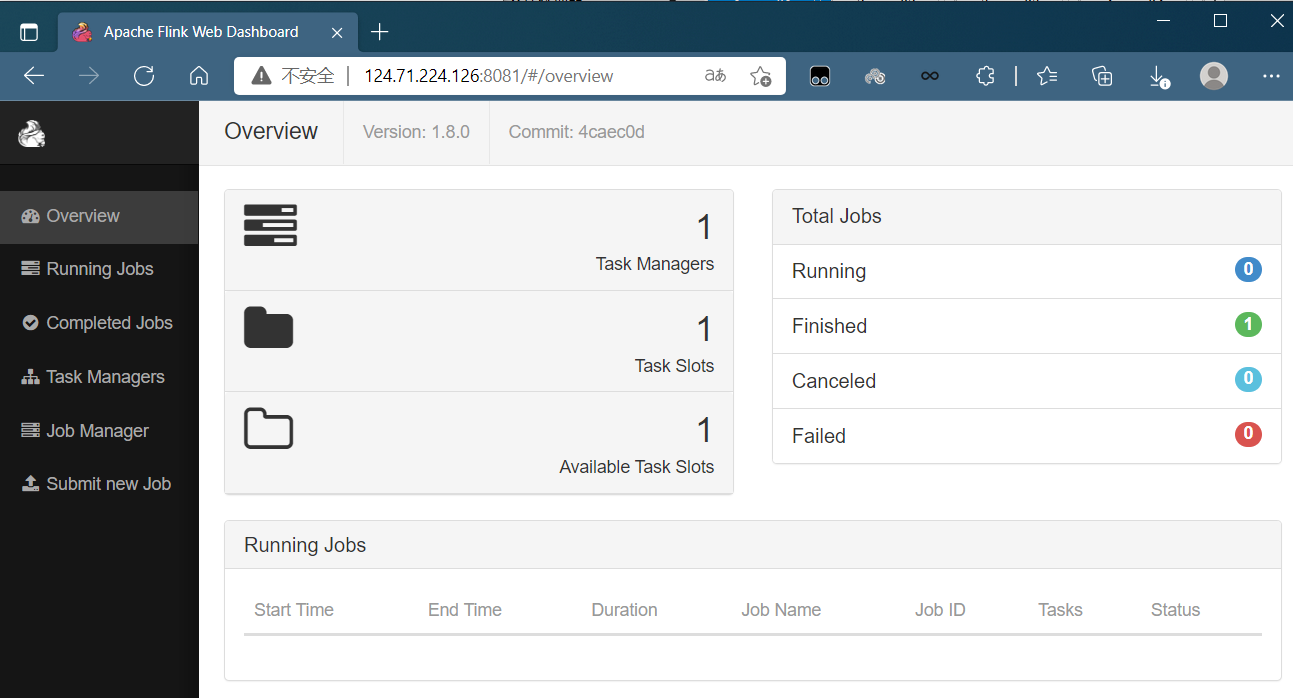 Apache Flink Web Dashboard
不安全 | 124.71.224.126:8081/#/overview aあ
Overview Version: 1.8.0 Commit: 4caec0d
Overview
Running Jobs
Completed Jobs
Task Managers
Job Manager
Submit new Job
1
Task Managers
1
Task Slots
1
Available Task Slots
Total Jobs
Running 0
Finished 1
Canceled 0
Failed 0
Running Jobs
Start Time End Time Duration Job Name Job ID Tasks Status